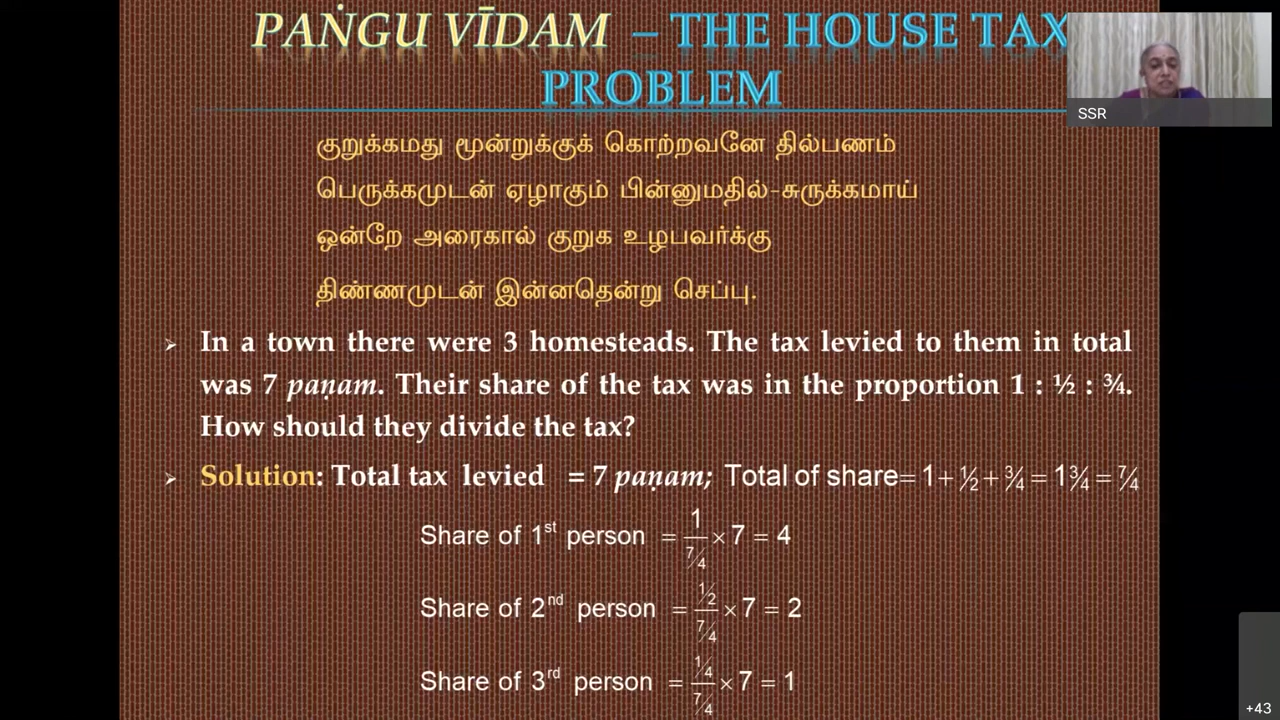 PAṄGU VĪDAM – THE HOUSE TAX
PROBLEM
SSR
குறுக்கமது மூன்றுக்குக் கொற்றவனே தில்பணம்
பெருக்கமுடன் ஏழாகும் பின்னுமதில்-சுருக்கமாய்
ஒன்றே அரைகால் குறுக உழபவர்க்கு
திண்ணமுடன் இன்னதென்று செப்பு.
➢ In a town there were 3 homesteads. The tax levied to them in total
was 7 paṇam. Their share of the tax was in the proportion 1 : ½ : ¾.
How should they divide the tax?
➢ Solution: Total tax levied = 7 paṇam; Total of share= 1 + ½ + ¾ = 1¾ = 7/4
Share of 1st person = 1/(7/4) × 7 = 4
Share of 2nd person = ½/(7/4) × 7 = 2
Share of 3rd person = ¼/(7/4) × 7 = 1
+43